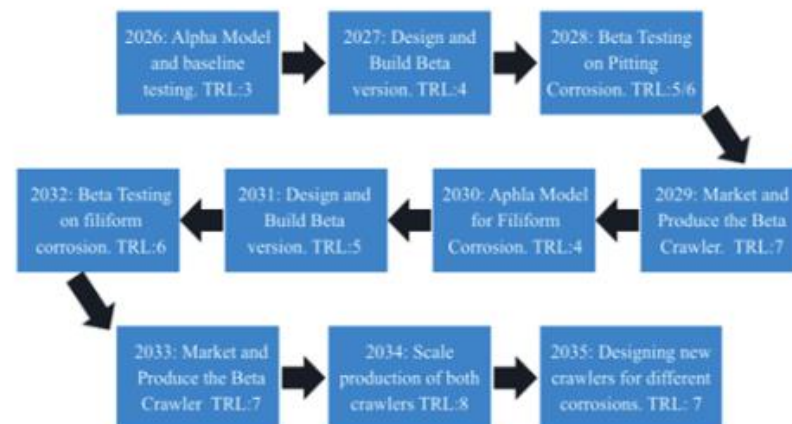 2026: Alpha Model
and baseline
testing. TRL:3
2027: Design and
Build Beta
version. TRL:4
2028: Beta Testing
on Pitting
Corrosion. TRL:5/6
2029: Market and
Produce the Beta
Crawler. TRL:7
2030: Aphla Model
for Filiform
Corrosion. TRL:4
2031: Design and
Build Beta
version. TRL:5
2032: Beta Testing
on filiform
corrosion. TRL:6
2033: Market and
Produce the Beta
Crawler TRL:7
2034: Scale
production of both
crawlers TRL:8
2035: Designing new
crawlers for different
corrosions. TRL: 7